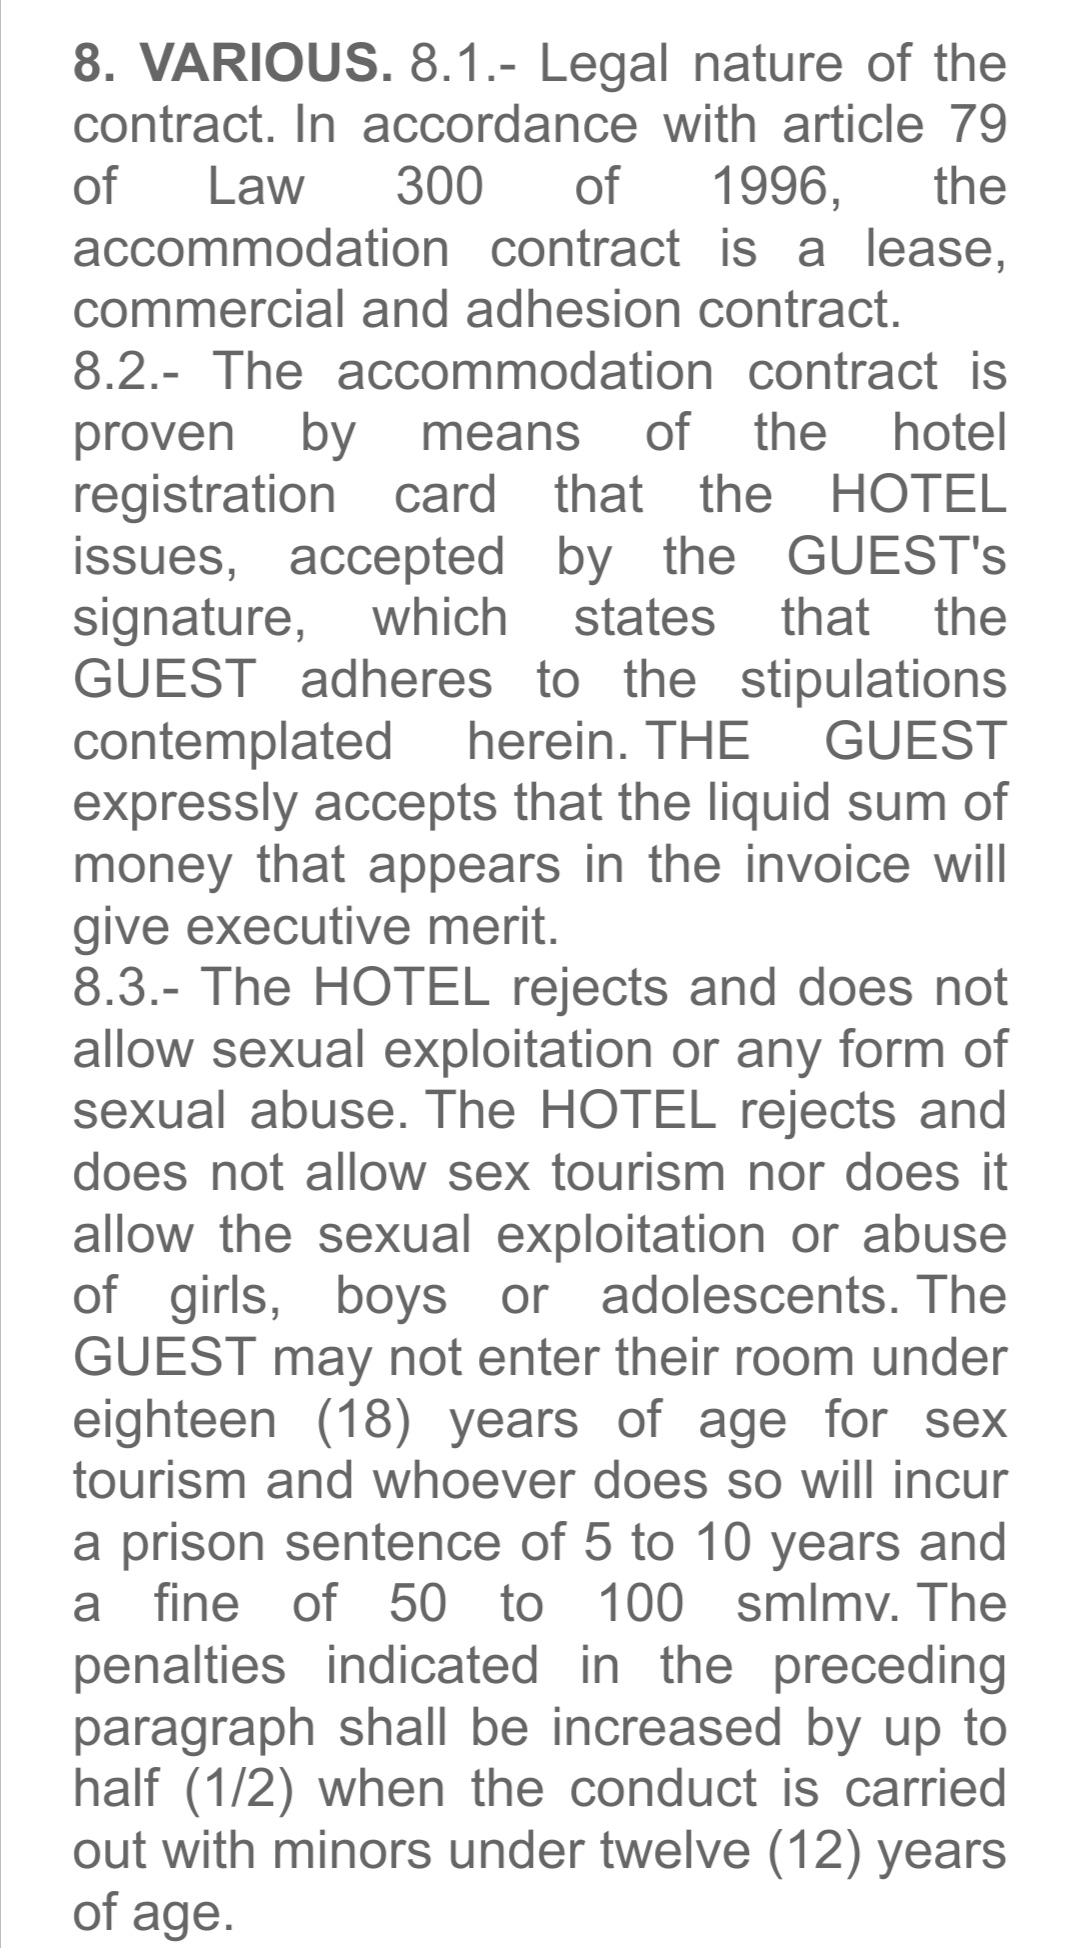 8. VARIOUS. 8.1.- Legal nature of the
contract. In accordance with article 79
of Law 300 of 1996, the
accommodation contract is a lease,
commercial and adhesion contract.
8.2.- The accommodation contract is
proven by means of the hotel
registration card that the HOTEL
issues, accepted by the GUEST's
signature, which states that the
GUEST adheres to the stipulations
contemplated herein. THE GUEST
expressly accepts that the liquid sum of
money that appears in the invoice will
give executive merit.
8.3.- The HOTEL rejects and does not
allow sexual exploitation or any form of
sexual abuse. The HOTEL rejects and
does not allow sex tourism nor does it
allow the sexual exploitation or abuse
of girls, boys or adolescents. The
GUEST may not enter their room under
eighteen (18) years of age for sex
tourism and whoever does so will incur
a prison sentence of 5 to 10 years and
a fine of 50 to 100 smlmv. The
penalties indicated in the preceding
paragraph shall be increased by up to
half (1/2) when the conduct is carried
out with minors under twelve (12) years
of age.